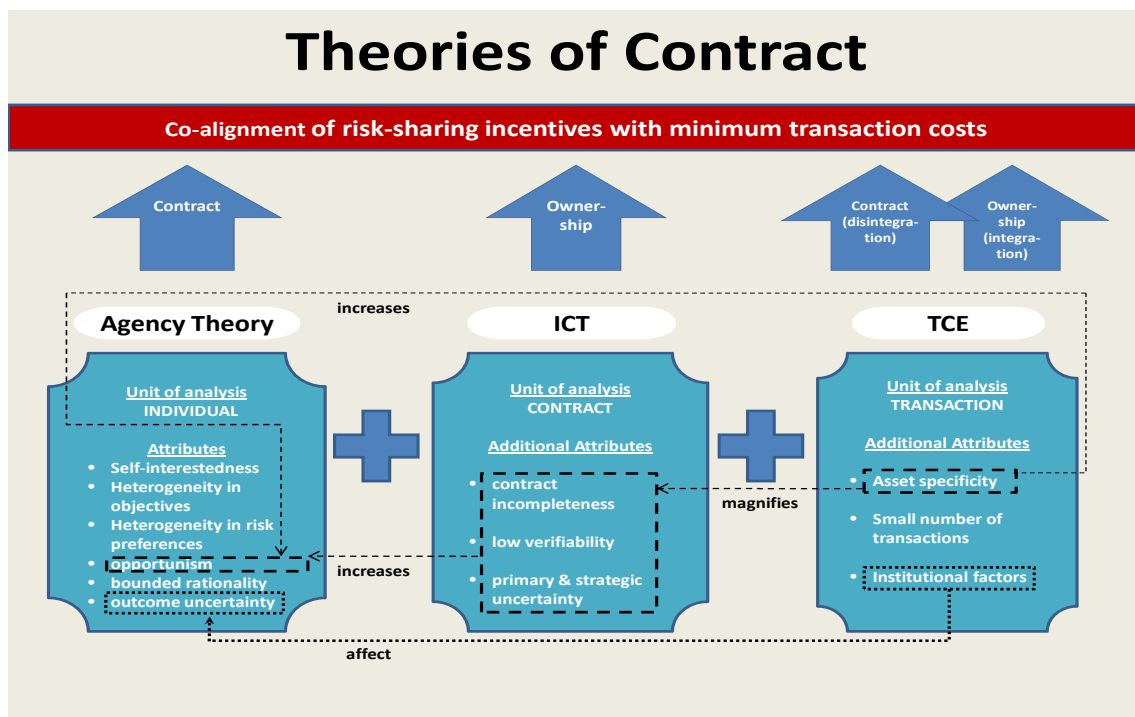 Theories of Contract
Co-alignment of risk-sharing incentives with minimum transaction costs
Contract
Owner-
ship
Contract
(disintegra-
tion)
Owner-
ship
(integra-
tion)
increases
Agency Theory
ICT
TCE
Unit of analysis
INDIVIDUAL
Attributes
• Self-interestedness
• Heterogeneity in
objectives
• Heterogeneity in risk
preferences
• opportunism
• bounded rationality
• outcome uncertainty
Unit of analysis
CONTRACT
Additional Attributes
• contract
incompleteness
• low verifiability
• primary & strategic
uncertainty
Unit of analysis
TRANSACTION
Additional Attributes
• Asset specificity
• Small number of
transactions
• Institutional factors
magnifies
increases
affect